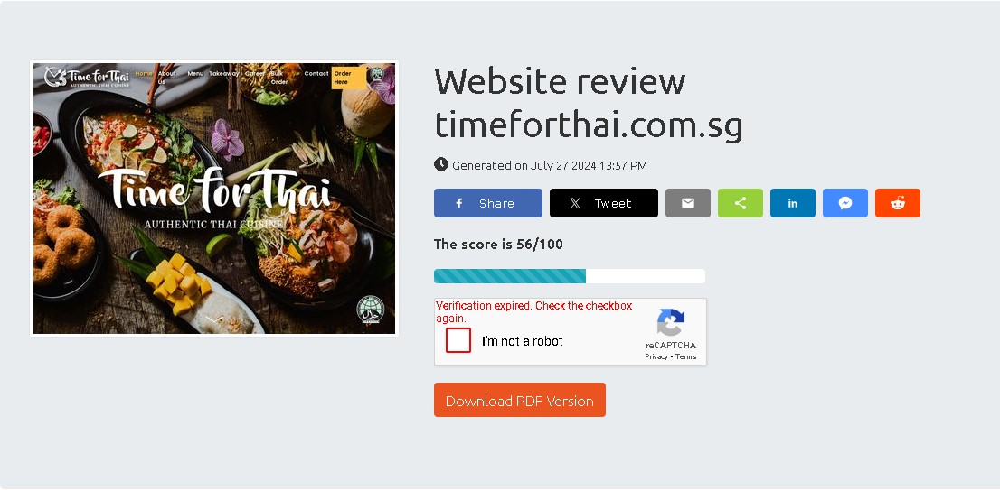 Time for Thai
AUTHENTIC THAI CUISINE
Home About Us Menu Takeaway Career Bulk Order Contact Order Here
Time for Thai
AUTHENTIC THAI CUISINE
Website review
timeforthai.com.sg
Generated on July 27 2024 13:57 PM
Share Tweet
The score is 56/100
Verification expired. Check the checkbox
again.
I'm not a robot
reCAPTCHA
Privacy - Terms
Download PDF Version